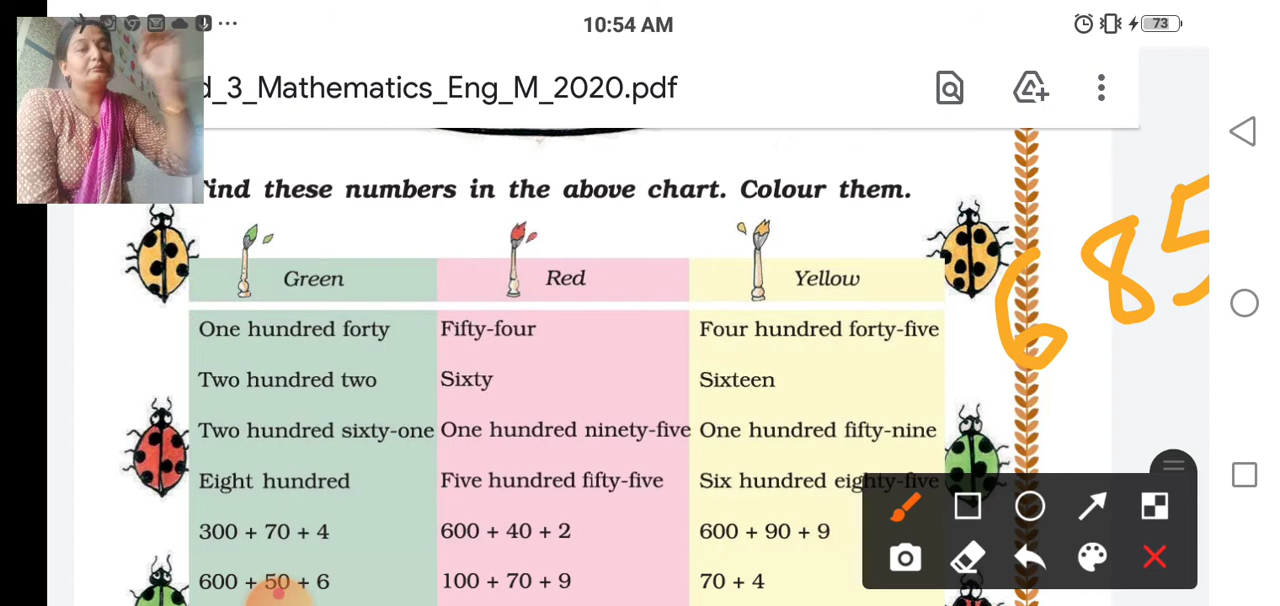 10:54 AM
73
d_3_Mathematics_Eng_M_2020.pdf
find these numbers in the above chart. Colour them.
Green Red Yellow
One hundred forty Fifty-four Four hundred forty-five
Two hundred two Sixty Sixteen
Two hundred sixty-one One hundred ninety-five One hundred fifty-nine
Eight hundred Five hundred fifty-five Six hundred eighty-five
300 + 70 + 4 600 + 40 + 2 600 + 90 + 9
600 + 50 + 6 100 + 70 + 9 70 + 4
685